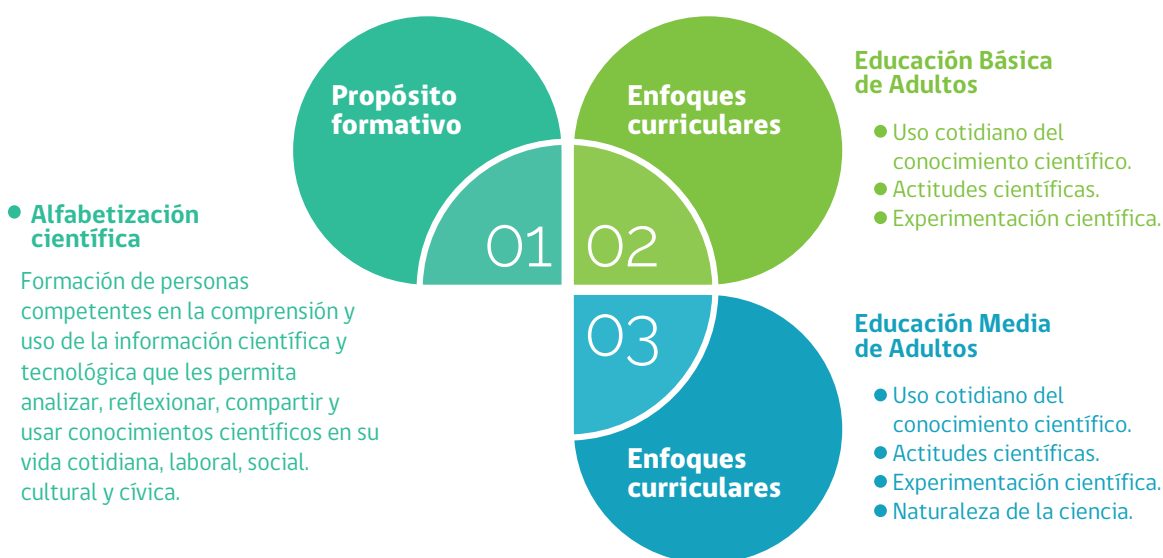 Propósito
formativo
01
Alfabetización
científica
Formación de personas
competentes en la comprensión y
uso de la información científica y
tecnológica que les permita
analizar, reflexionar, compartir y
usar conocimientos científicos en su
vida cotidiana, laboral, social.
cultural y cívica.
Enfoques
curriculares
02
Educación Básica
de Adultos
Uso cotidiano del
conocimiento científico.
Actitudes científicas.
Experimentación científica.
03
Enfoques
curriculares
Educación Media
de Adultos
Uso cotidiano del
conocimiento científico.
Actitudes científicas.
Experimentación científica.
Naturaleza de la ciencia.